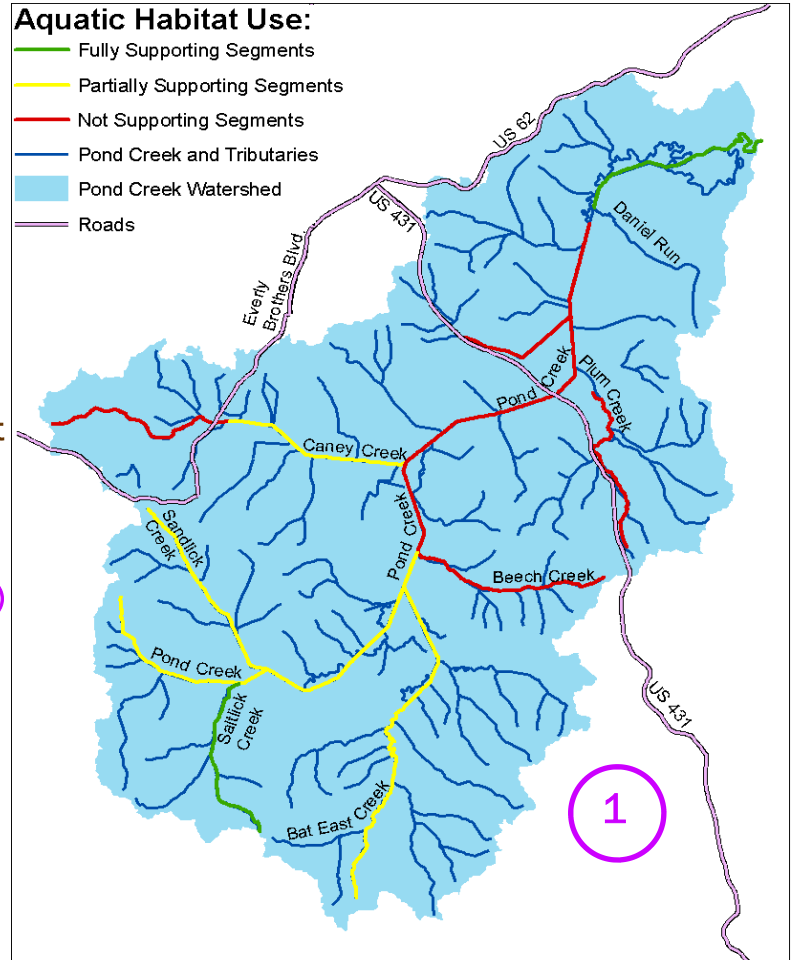 Aquatic Habitat Use:
Fully Supporting Segments
Partially Supporting Segments
Not Supporting Segments
Pond Creek and Tributaries
Pond Creek Watershed
Roads
US 62
US 431
Everly
Brothers Blvd.
Daniel Run
Pond Creek
Plum Creek
Caney Creek
Pond Creek
Sandlick
Creek
Beech Creek
Pond Creek
Saltlick
Creek
US 431
Bat East Creek
1